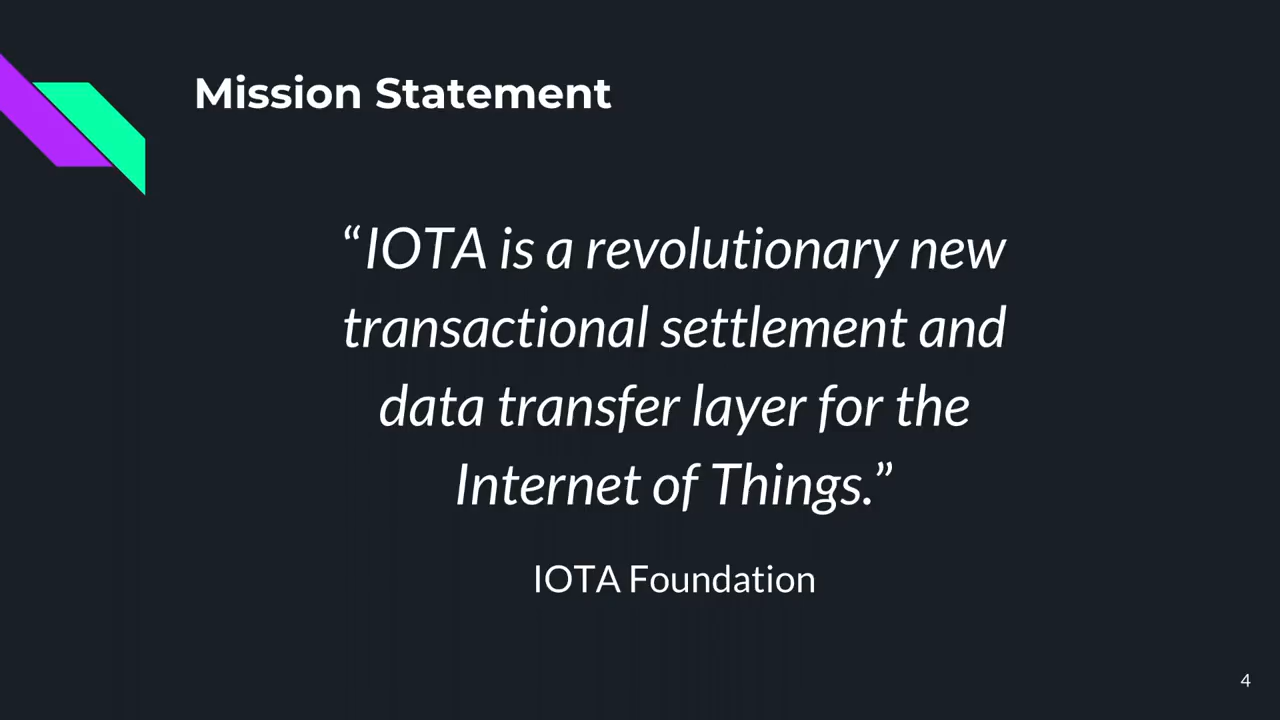 Mission Statement
“IOTA is a revolutionary new
transactional settlement and
data transfer layer for the
Internet of Things.”
IOTA Foundation
4